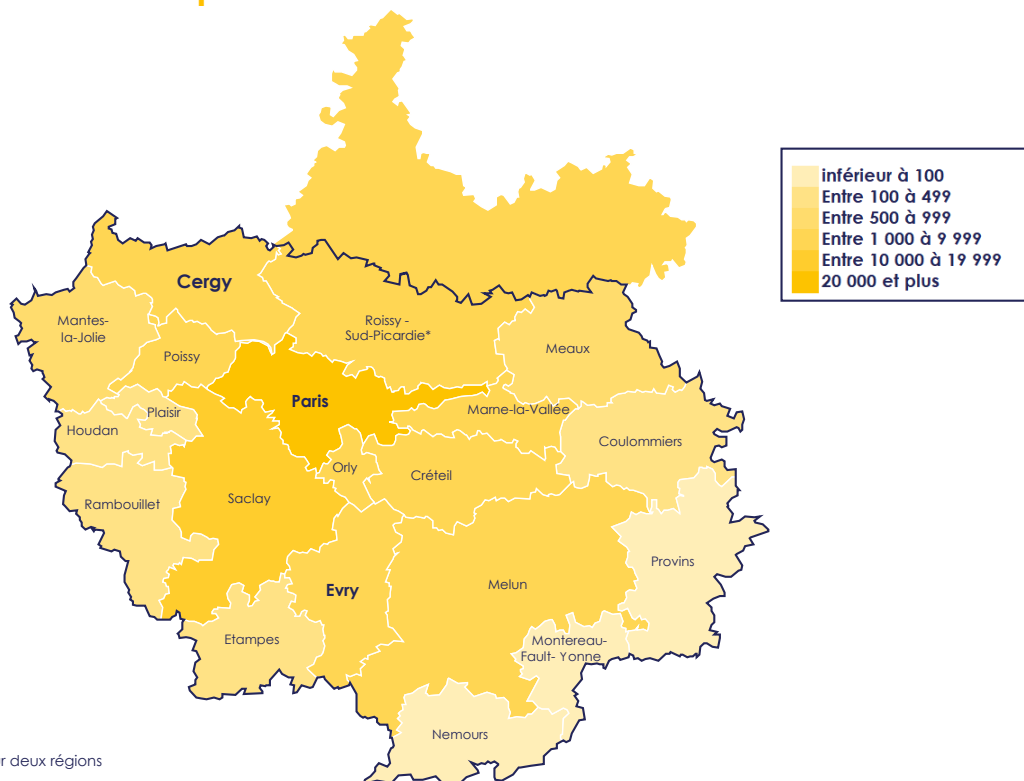 inférieur à 100
Entre 100 à 499
Entre 500 à 999
Entre 1 000 à 9 999
Entre 10 000 à 19 999
20 000 et plus
Cergy
Mantes-
la-Jolie
Roissy -
Sud-Picardie*
Poissy
Meaux
Paris
Plaisir
Marne-la-Vallée
Houdan
Coulommiers
Orly
Créteil
Rambouillet
Saclay
Provins
Evry
Melun
Etampes
Montereau-
Fault- Yonne
Nemours
deux régions